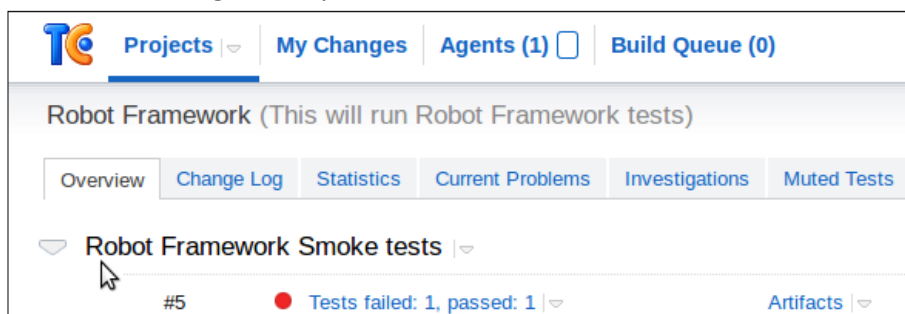 TC Projects My Changes Agents (1) Build Queue (0)
Robot Framework (This will run Robot Framework tests)
Overview Change Log Statistics Current Problems Investigations Muted Tests
Robot Framework Smoke tests
#5 Tests failed: 1, passed: 1 Artifacts